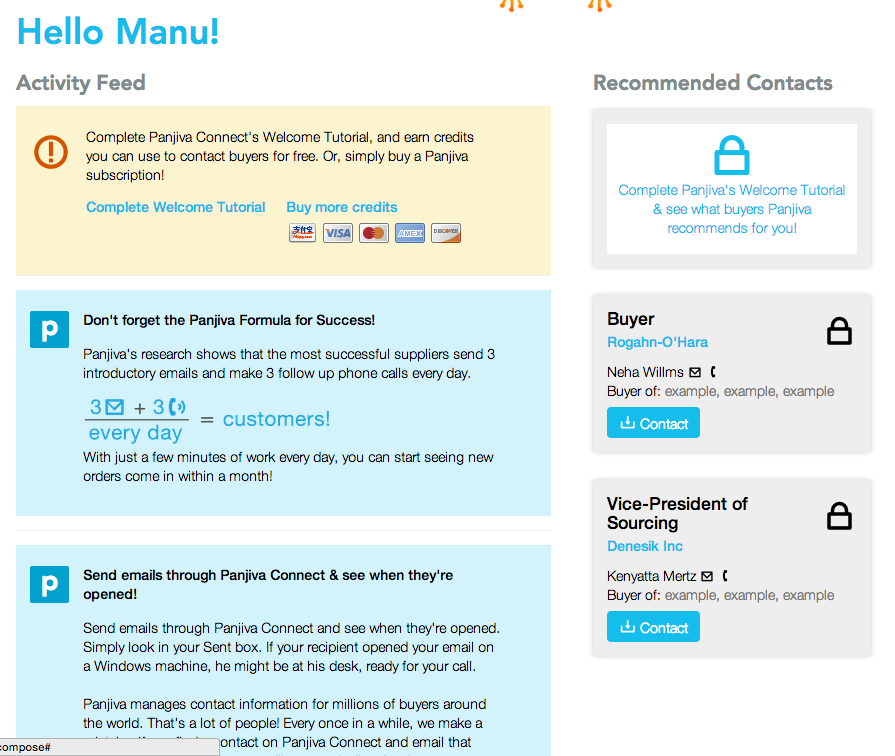 Hello Manu!
Activity Feed
Complete Panjiva Connect's Welcome Tutorial, and earn credits
you can use to contact buyers for free. Or, simply buy a Panjiva
subscription!
Complete Welcome Tutorial Buy more credits
支付宝 VISA AMEX DISCOVER
p
Don't forget the Panjiva Formula for Success!
Panjiva's research shows that the most successful suppliers send 3
introductory emails and make 3 follow up phone calls every day.
3 + 3
every day = customers!
With just a few minutes of work every day, you can start seeing new
orders come in within a month!
p
Send emails through Panjiva Connect & see when they're
opened!
Send emails through Panjiva Connect and see when they're opened.
Simply look in your Sent box. If your recipient opened your email on
a Windows machine, he might be at his desk, ready for your call.
Panjiva manages contact information for millions of buyers around
the world. That's a lot of people! Every once in a while, we make a
contact on Panjiva Connect and email that
compose#
Recommended Contacts
Complete Panjiva's Welcome Tutorial
& see what buyers Panjiva
recommends for you!
Buyer
Rogahn-O'Hara
Neha Willms
Buyer of: example, example, example
Contact
Vice-President of
Sourcing
Denesik Inc
Kenyatta Mertz
Buyer of: example, example, example
Contact